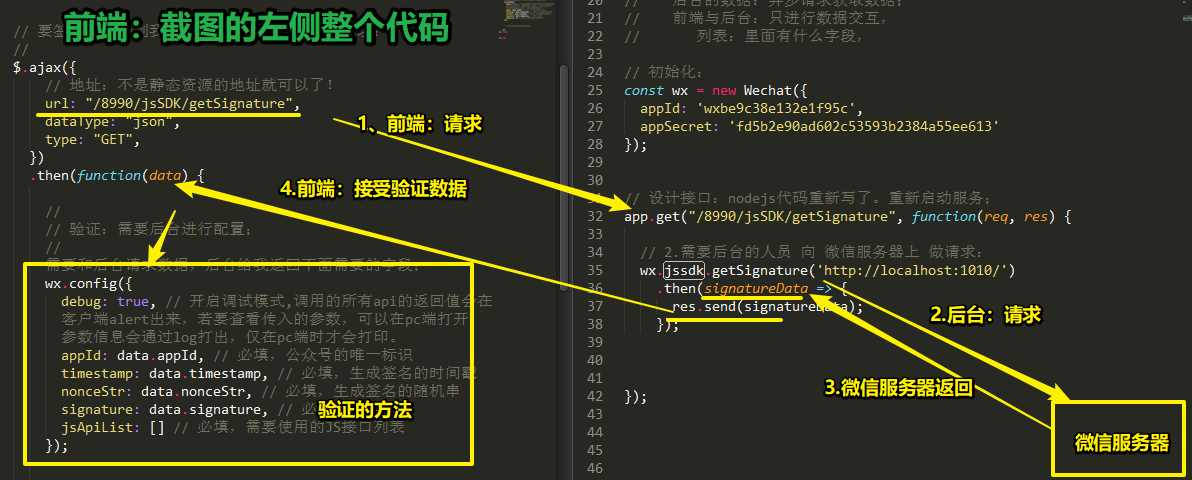 前端：截图的左侧整个代码
// 要签
//
$.ajax({
// 地址：不是静态资源的地址就可以了！
url: "/8990/jsSDK/getSignature",
dataType: "json",
type: "GET",
})
.then(function(data) {
//
// 验证：需要后台进行配置；
//
需要和后台请求数据，后台给我返回下面需要的字段；
wx.config({
debug: true, // 开启调试模式,调用的所有api的返回值会在
客户端alert出来，若要查看传入的参数，可以在pc端打开
参数信息会通过log打出，仅在pc端时才会打印。
appId: data.appId, // 必填，公众号的唯一标识
timestamp: data.timestamp, // 必填，生成签名的时间戳
nonceStr: data.nonceStr, // 必填，生成签名的随机串
signature: data.signature, //
验证的方法
jsApiList: [] // 必填，需要使用的JS接口列表
});
1、前端：请求
4.前端：接受验证数据
20 // 后台的数据：异步请求获取数据；
21 // 前端与后台：只进行数据交互，
22 // 列表：里面有什么字段，
23
24 // 初始化：
25 const wx = new Wechat({
26 appId: 'wxbe9c38e132e1f95c',
27 appSecret: 'fd5b2e90ad602c53593b2384a55ee613'
28 });
29
30
// 设计接口：nodejs代码重新写了。重新启动服务；
32 app.get("/8990/jsSDK/getSignature", function(req, res) {
33
34 // 2.需要后台的人员 向 微信服务器上 做请求：
35 wx.jssdk.getSignature('http://localhost:1010/')
36 .then(signatureData => {
37 res.send(signatureData);
38 });
39
40
41
42 });
43
44
45
46
2.后台：请求
3.微信服务器返回
微信服务器